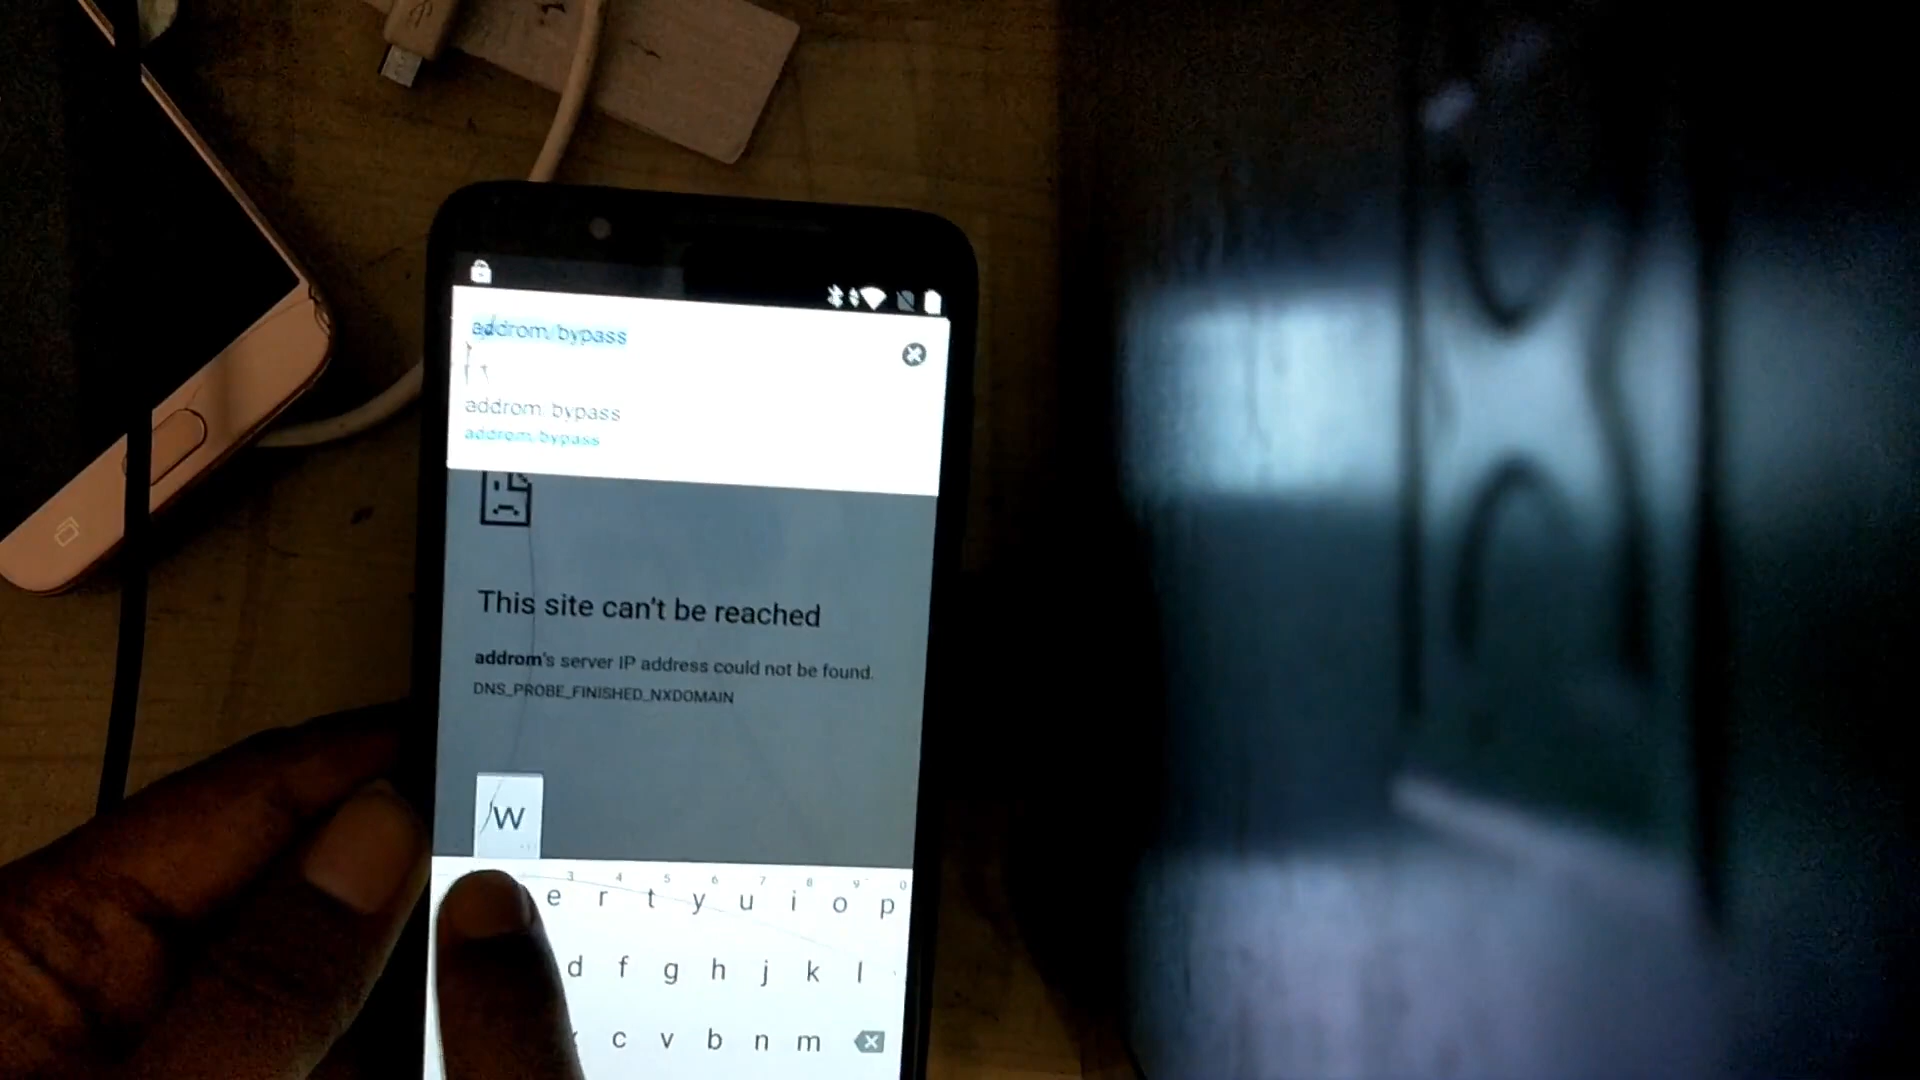 addrom/bypass
addrom/bypass
addrom/bypass
This site can't be reached
addrom's server IP address could not be found.
DNS_PROBE_FINISHED_NXDOMAIN
w
3 4 5 6 7 8 9 0
e r t y u i o p
d f g h j k l
c v b n m